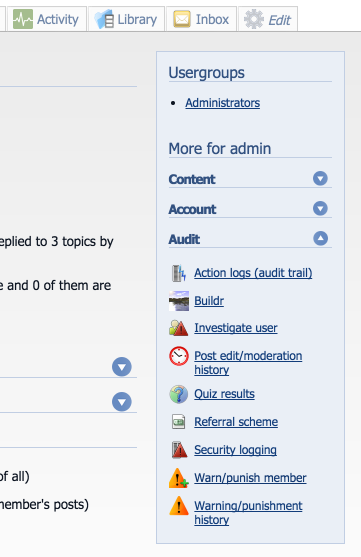 Activity
Library
Inbox
Edit
Usergroups
Administrators
More for admin
Content
Account
Audit
eplied to 3 topics by
e and 0 of them are
Action logs (audit trail)
Buildr
Investigate user
Post edit/moderation
history
Quiz results
Referral scheme
Security logging
Warn/punish member
Warning/punishment
history
of all)
nember's posts)